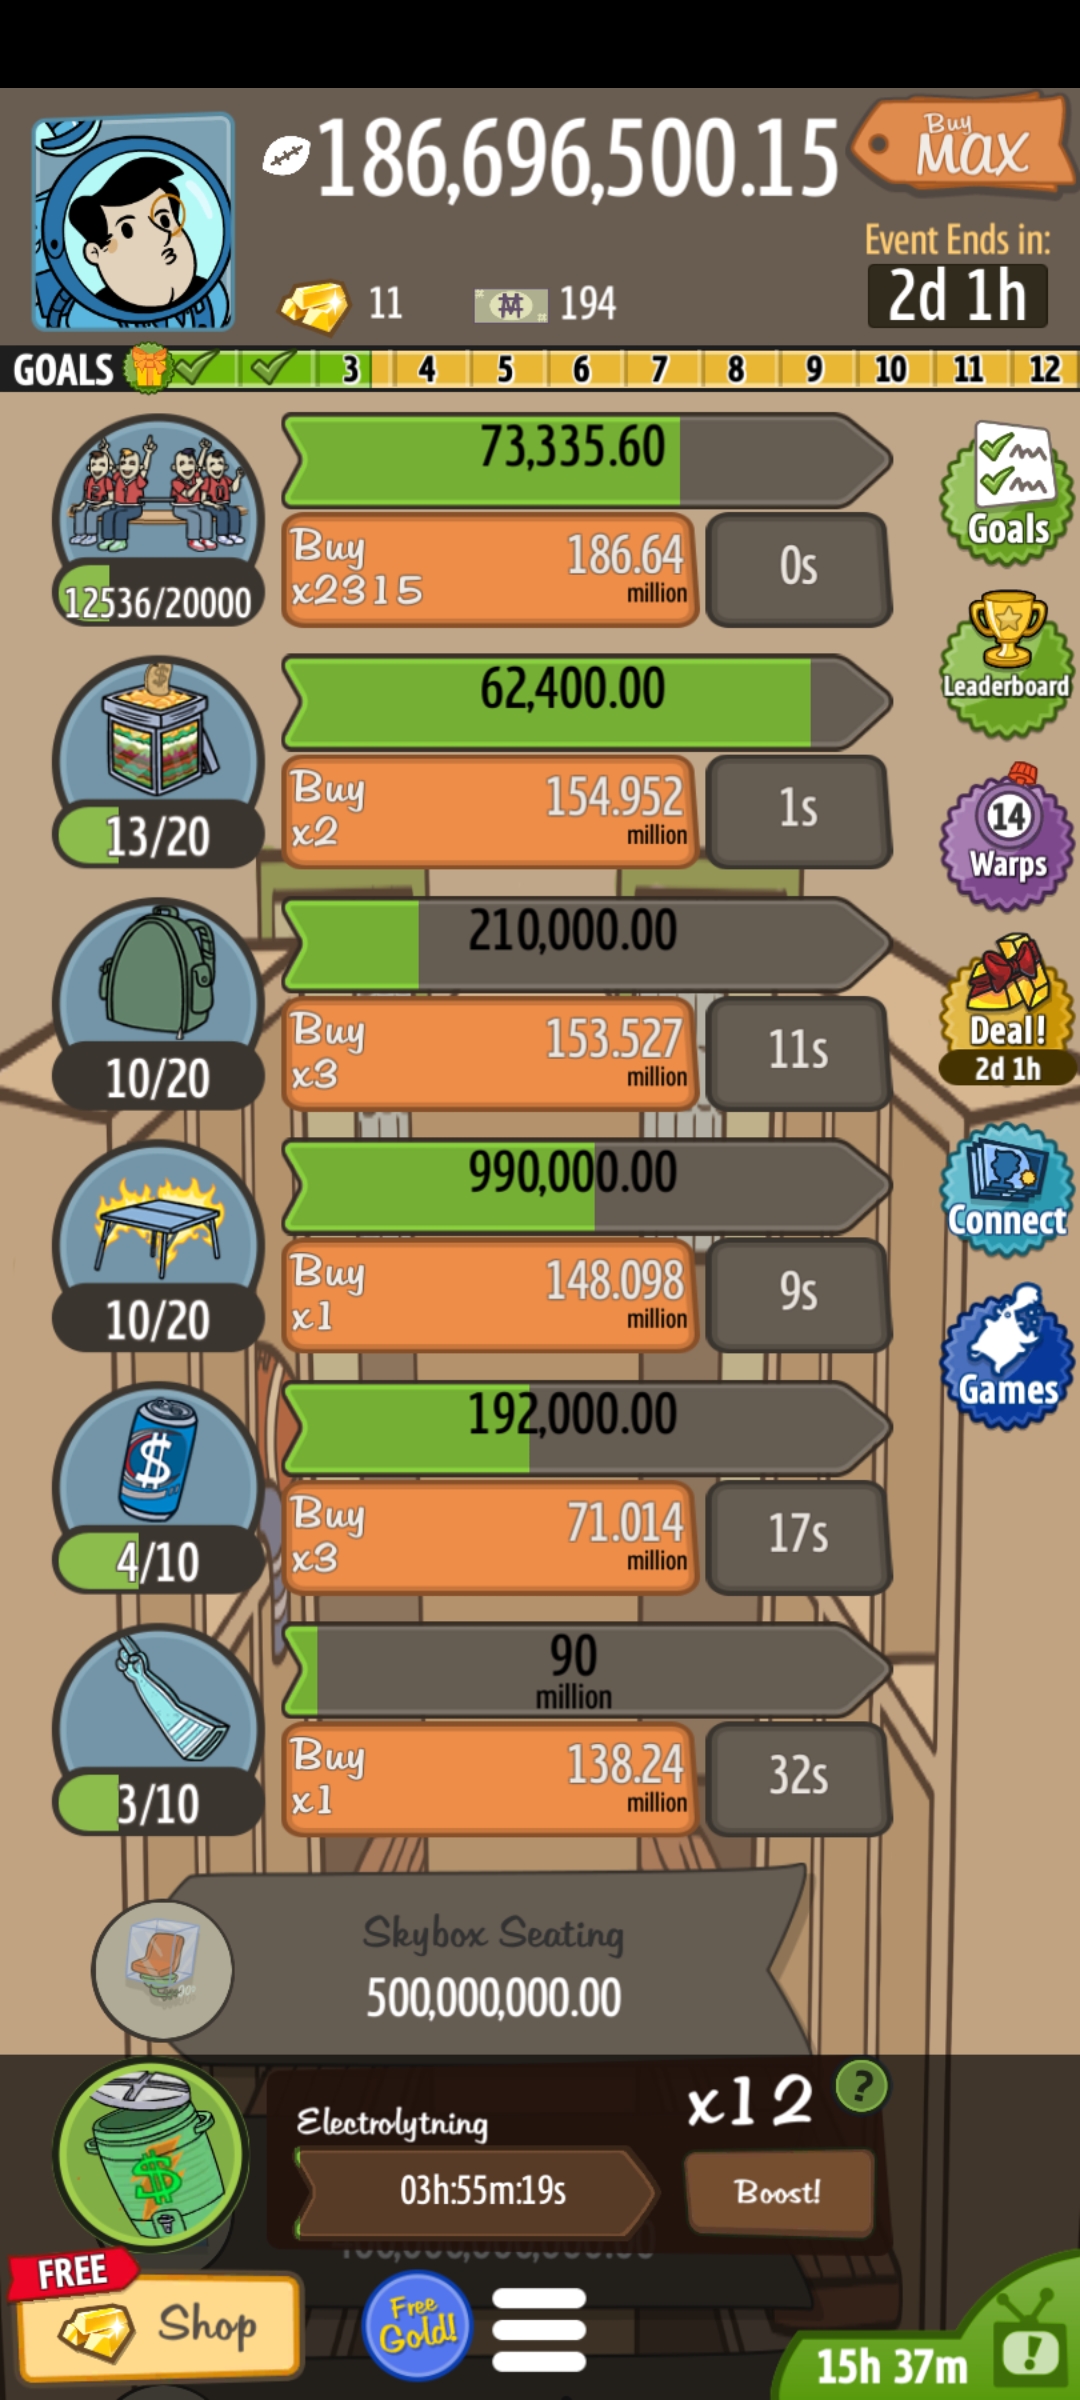 186,696,500.15
Buy
MAX
Event Ends in:
2d 1h
11
194
GOALS 3 4 5 6 7 8 9 10 11 12
73,335.60
12536/20000
Buy
x2315
186.64
million
0s
Goals
Leaderboard
62,400.00
13/20
Buy
x2
154.952
million
1s
14
Warps
210,000.00
10/20
Buy
x3
153.527
million
11s
Deal!
2d 1h
990,000.00
10/20
Buy
x1
148.098
million
9s
Connect
Games
192,000.00
4/10
Buy
x3
71.014
million
17s
90
million
3/10
Buy
x1
138.24
million
32s
Skybox Seating
500,000,000.00
Electrolytning
x12
?
03h:55m:19s
Boost!
FREE
Shop
Free
Gold!
15h 37m